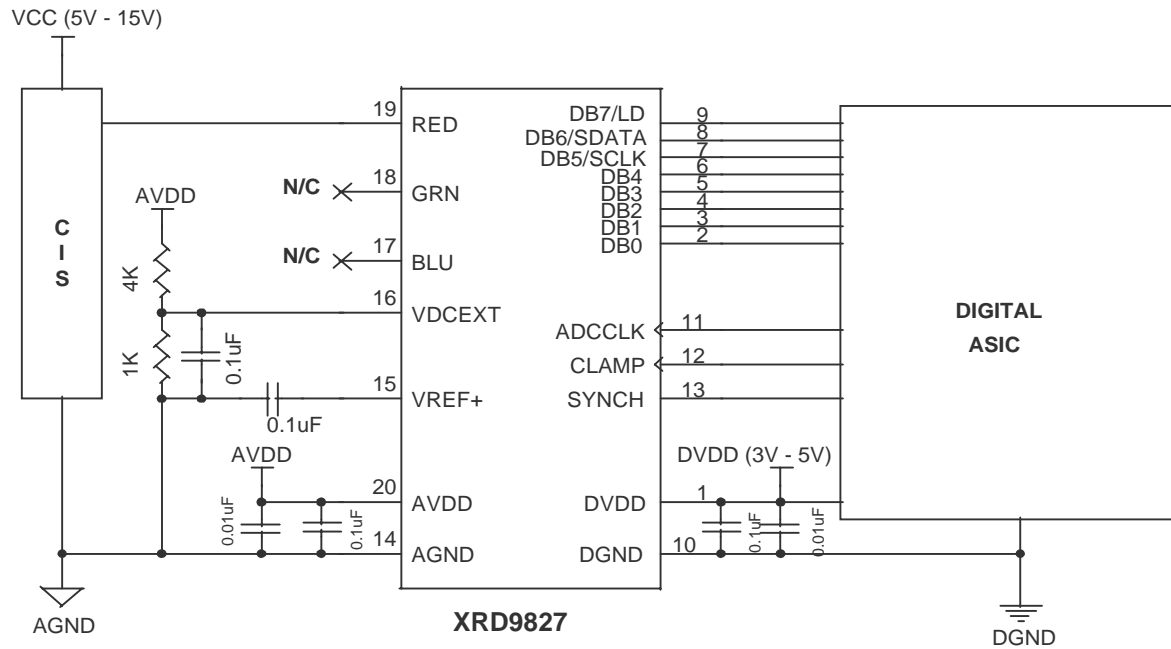 VCC (5V - 15V)
CIS
AVDD
4K
1K
0.1uF
0.1uF
N/C
N/C
19
RED
18
GRN
17
BLU
16
VDCEXT
15
VREF+
AVDD
0.01uF
0.1uF
20
AVDD
14
AGND
AGND
XRD9827
DB7/LD 9
DB6/SDATA 8
DB5/SCLK 7
DB4 6
DB3 5
DB2 4
DB1 3
DB0 2
ADCCLK 11
CLAMP 12
SYNCH 13
DVDD (3V - 5V)
DVDD 1
0.1uF
0.01uF
DGND 10
DIGITAL
ASIC
DGND